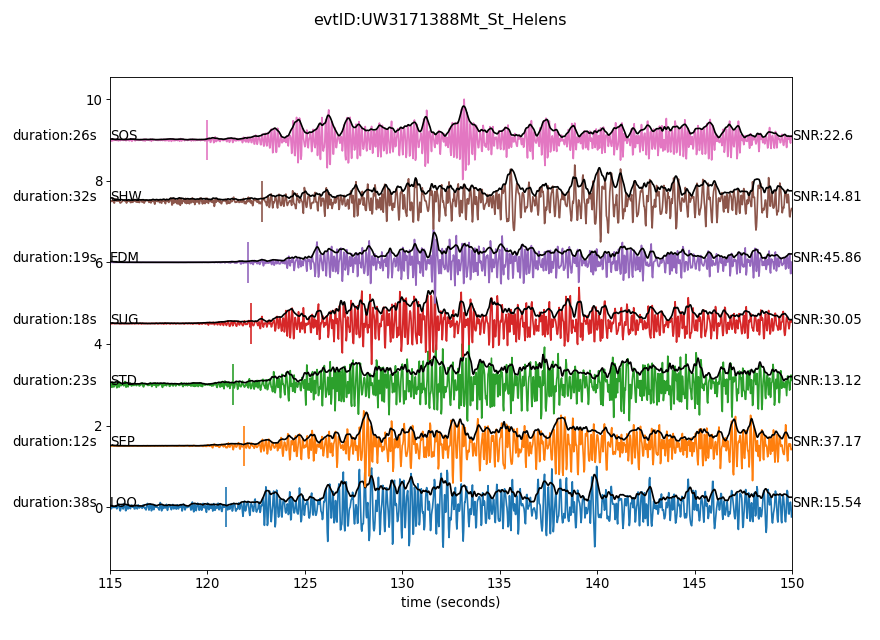 evtID:UW3171388Mt_St_Helens
10
duration:26s SOS SNR:22.6
8
duration:32s SHW SNR:14.81
duration:19s EDM SNR:45.86
6
duration:18s SUG SNR:30.05
4
duration:23s STD SNR:13.12
2
duration:12s SEP SNR:37.17
duration:38s JOO SNR:15.54
0
115 120 125 130 135 140 145 150
time (seconds)